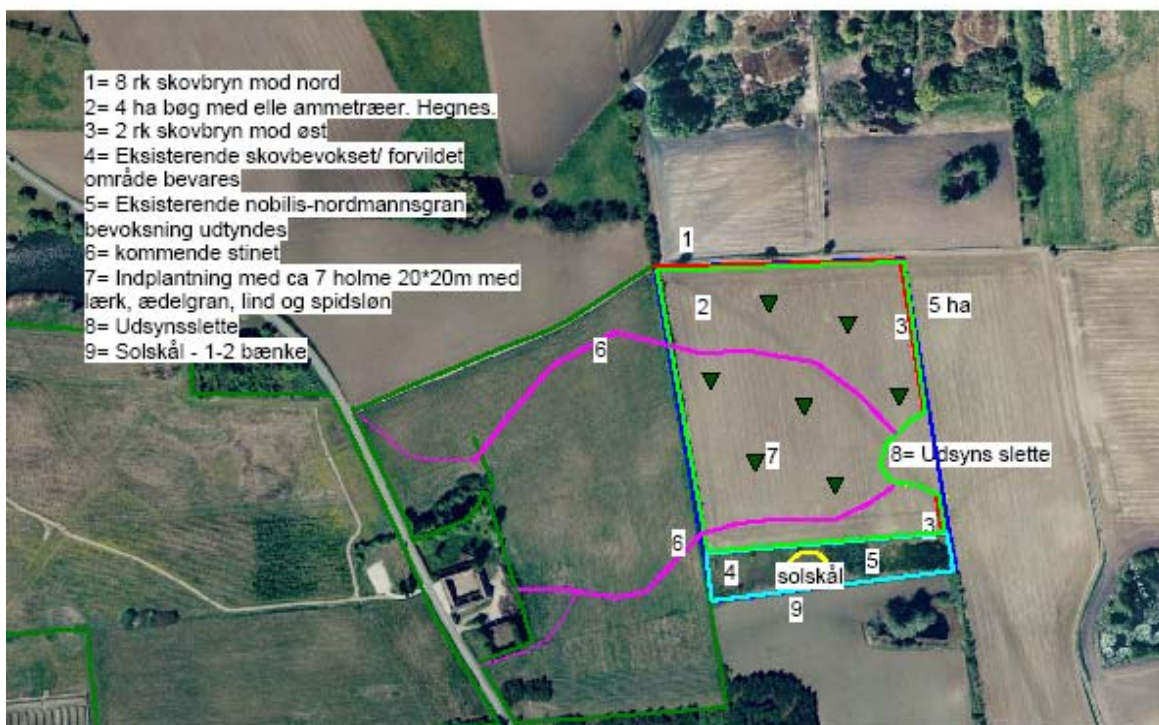 1= 8 rk skovbryn mod nord
2= 4 ha bøg med elle ammetræer. Hegnes.
3= 2 rk skovbryn mod øst
4= Eksisterende skovbevokset/ forvildet
område bevares
5= Eksisterende nobilis-nordmannsgran
bevoksning udtyndes
6= kommende stinet
7= Indplantning med ca 7 holme 20*20m med
lærk, ædelgran, lind og spidsløn
8= Udsynsslette
9= Solskål - 1-2 bænke
1
2
3
5 ha
6
7
8= Udsyns slette
3
6
4
solskål
5
9